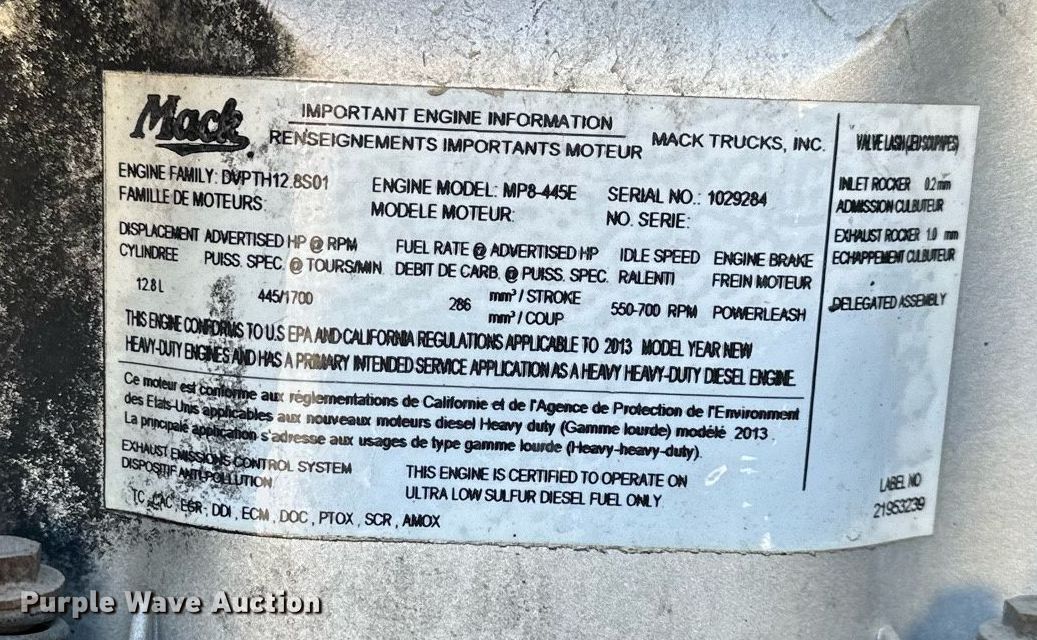 Mack
IMPORTANT ENGINE INFORMATION
RENSEIGNEMENTS IMPORTANTS MOTEUR
MACK TRUCKS, INC.
ENGINE FAMILY: DVPTH12.8S01
FAMILLE DE MOTEURS:
ENGINE MODEL: MP8-445E
MODELE MOTEUR:
SERIAL NO.: 1029284
NO. SERIE:
DISPLACEMENT
CYLINDREE
12.8 L
ADVERTISED HP @ RPM
PUISS. SPEC. @ TOURS/MIN.
445/1700
FUEL RATE @ ADVERTISED HP
DEBIT DE CARB. @ PUISS. SPEC.
286
mm³ / STROKE
mm³ / COUP
IDLE SPEED
RALENTI
550-700 RPM
ENGINE BRAKE
FREIN MOTEUR
POWERLEASH
THIS ENGINE CONFORMS TO U.S EPA AND CALIFORNIA REGULATIONS APPLICABLE TO 2013 MODEL YEAR NEW
HEAVY-DUTY ENGINES AND HAS A PRIMARY INTENDED SERVICE APPLICATION AS A HEAVY HEAVY-DUTY DIESEL ENGINE.
Ce moteur est conforme aux réglementations de Californie et de l'Agence de Protection de l'Environment
des Etats-Unis applicables aux nouveaux moteurs diesel Heavy duty (Gamme lourde) modélé 2013.
La principale application s'adresse aux usages de type gamme lourde (Heavy-heavy-duty).
EXHAUST EMISSIONS CONTROL SYSTEM
DISPOSITIF ANTI-POLLUTION
TC, CAC, EGR, DDI, ECM, DOC, PTOX, SCR, AMOX
THIS ENGINE IS CERTIFIED TO OPERATE ON
ULTRA LOW SULFUR DIESEL FUEL ONLY
VALVE LASH (JEU SOUPAPES)
INLET ROCKER 0.2 mm
ADMISSION CULBUTEUR
EXHAUST ROCKER 1.0 mm
ECHAPPEMENT CULBUTEUR
DELEGATED ASSEMBLY
LABEL NO
21953239
Purple Wave Auction